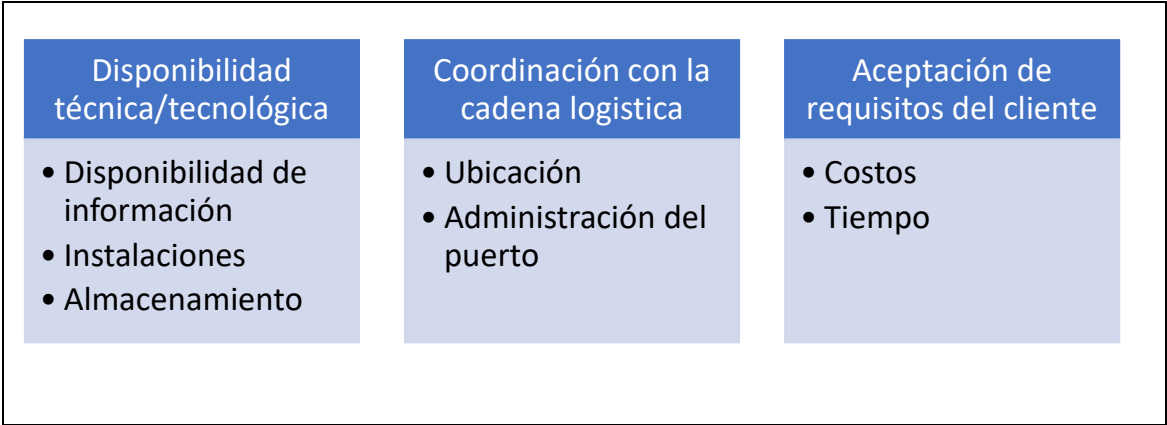 Disponibilidad
técnica/tecnológica
• Disponibilidad de
información
• Instalaciones
• Almacenamiento
Coordinación con la
cadena logistica
• Ubicación
• Administración del
puerto
Aceptación de
requisitos del cliente
• Costos
• Tiempo